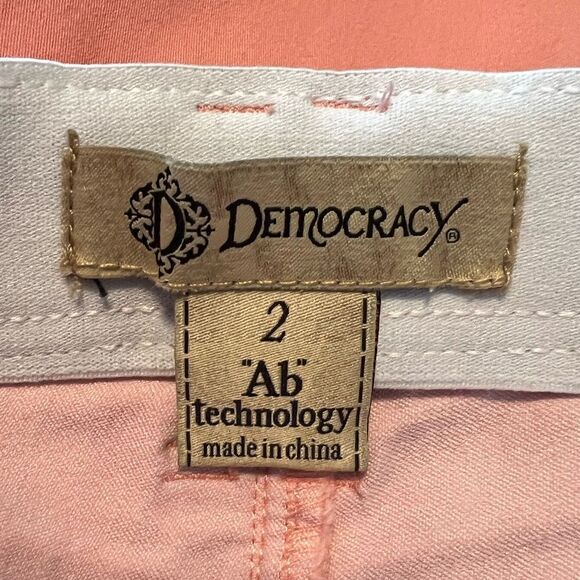 D DEMOCRACY®
2
"Ab"
technology
made in china